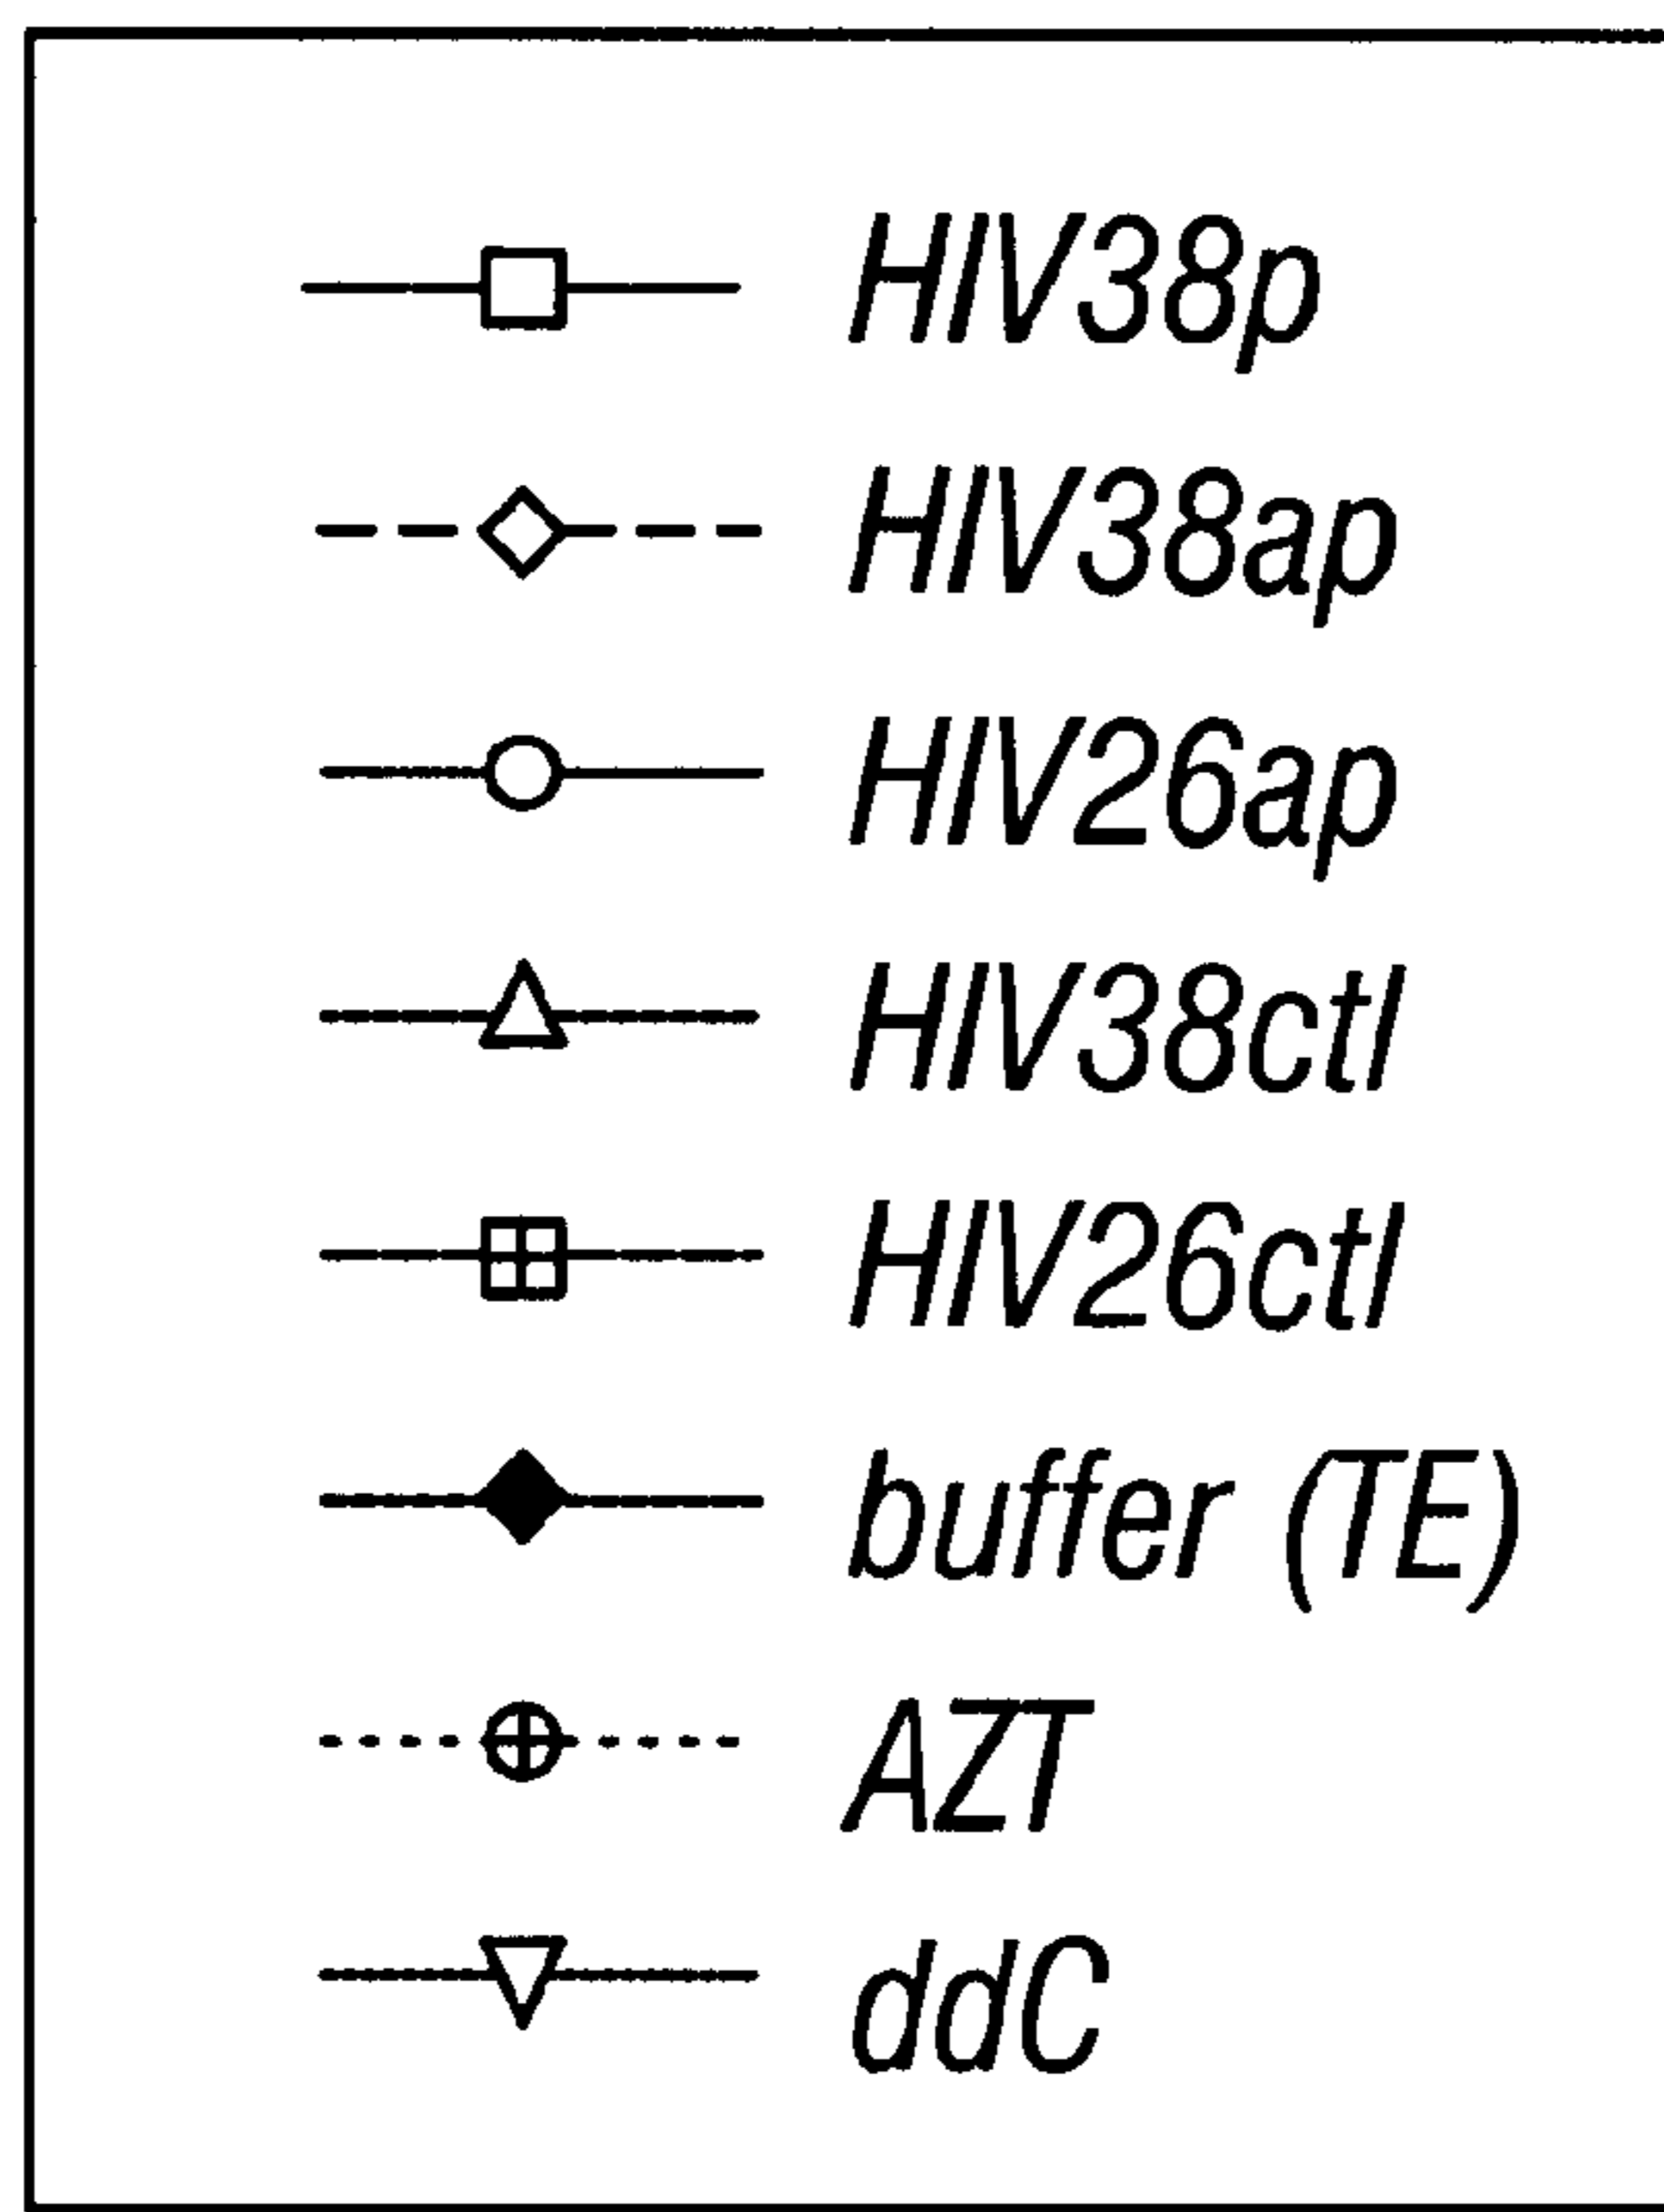 HIV38p
HIV38ap
HIV26ap
HIV38ctl
HIV26ctl
buffer (TE)
AZT
ddC